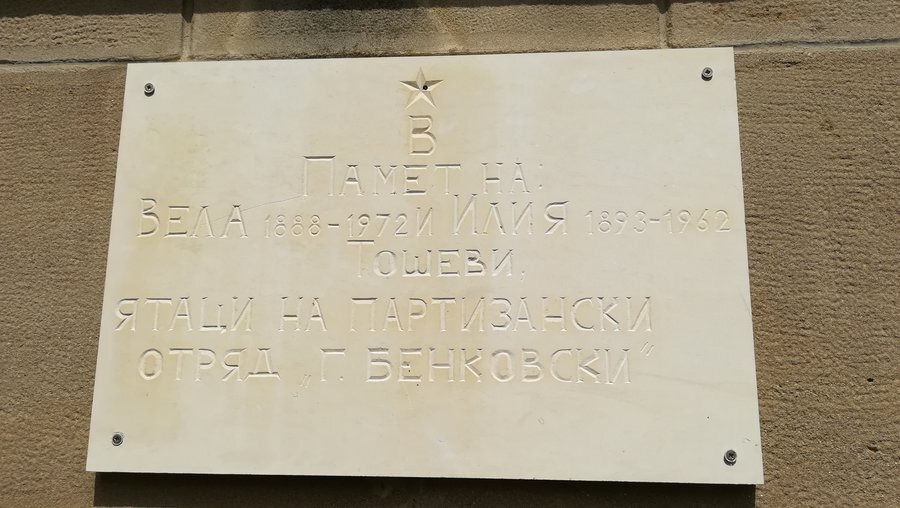 В
Памет на:
Вела 1888-1972 и Илия 1893-1962
Тошеви,
ятаци на партизански
отряд „Г. Бенковски“